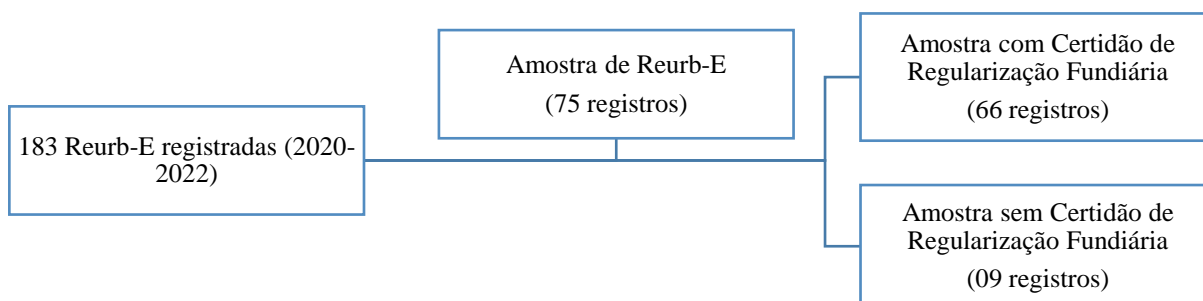 183 Reurb-E registradas (2020-
2022)
Amostra de Reurb-E
(75 registros)
Amostra com Certidão de
Regularização Fundiária
(66 registros)
Amostra sem Certidão de
Regularização Fundiária
(09 registros)